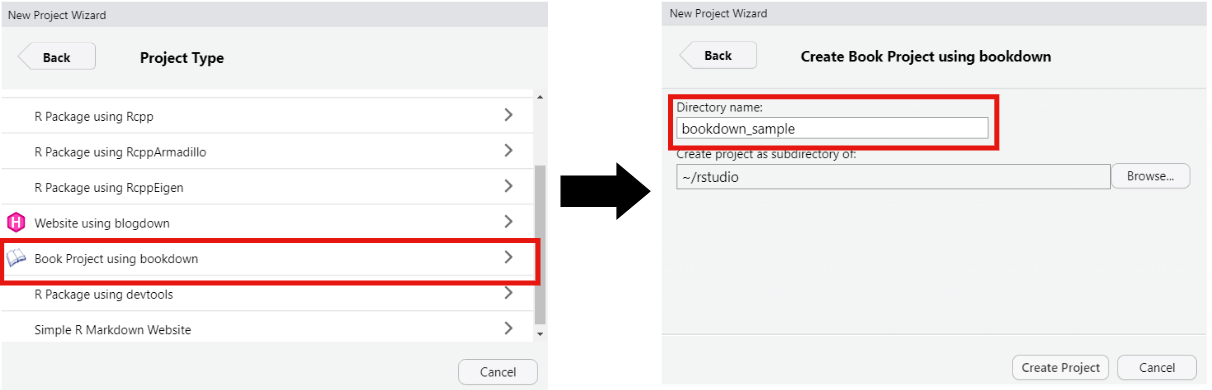 New Project Wizard
Back
Project Type
R Package using Rcpp
R Package using RcppArmadillo
R Package using RcppEigen
H
Website using blogdown
Book Project using bookdown
R Package using devtools
Simple R Markdown Website
Cancel
New Project Wizard
Back
Create Book Project using bookdown
Directory name:
bookdown_sample
Create project as subdirectory of:
~/rstudio
Browse...
Create Project
Cancel